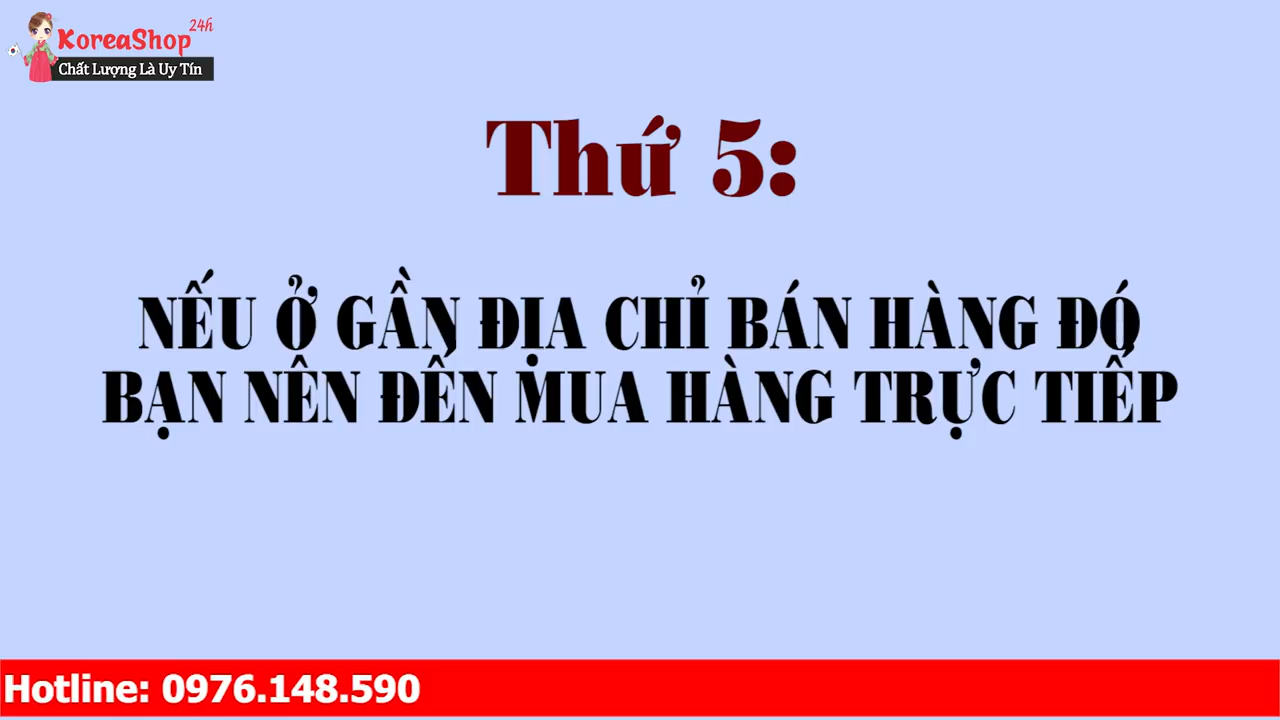 KoreaShop 24h
Chất Lượng Là Uy Tín
Thứ 5:
NẾU Ở GẦN ĐỊA CHỈ BÁN HÀNG ĐÓ
BẠN NÊN ĐẾN MUA HÀNG TRỰC TIẾP
Hotline: 0976.148.590